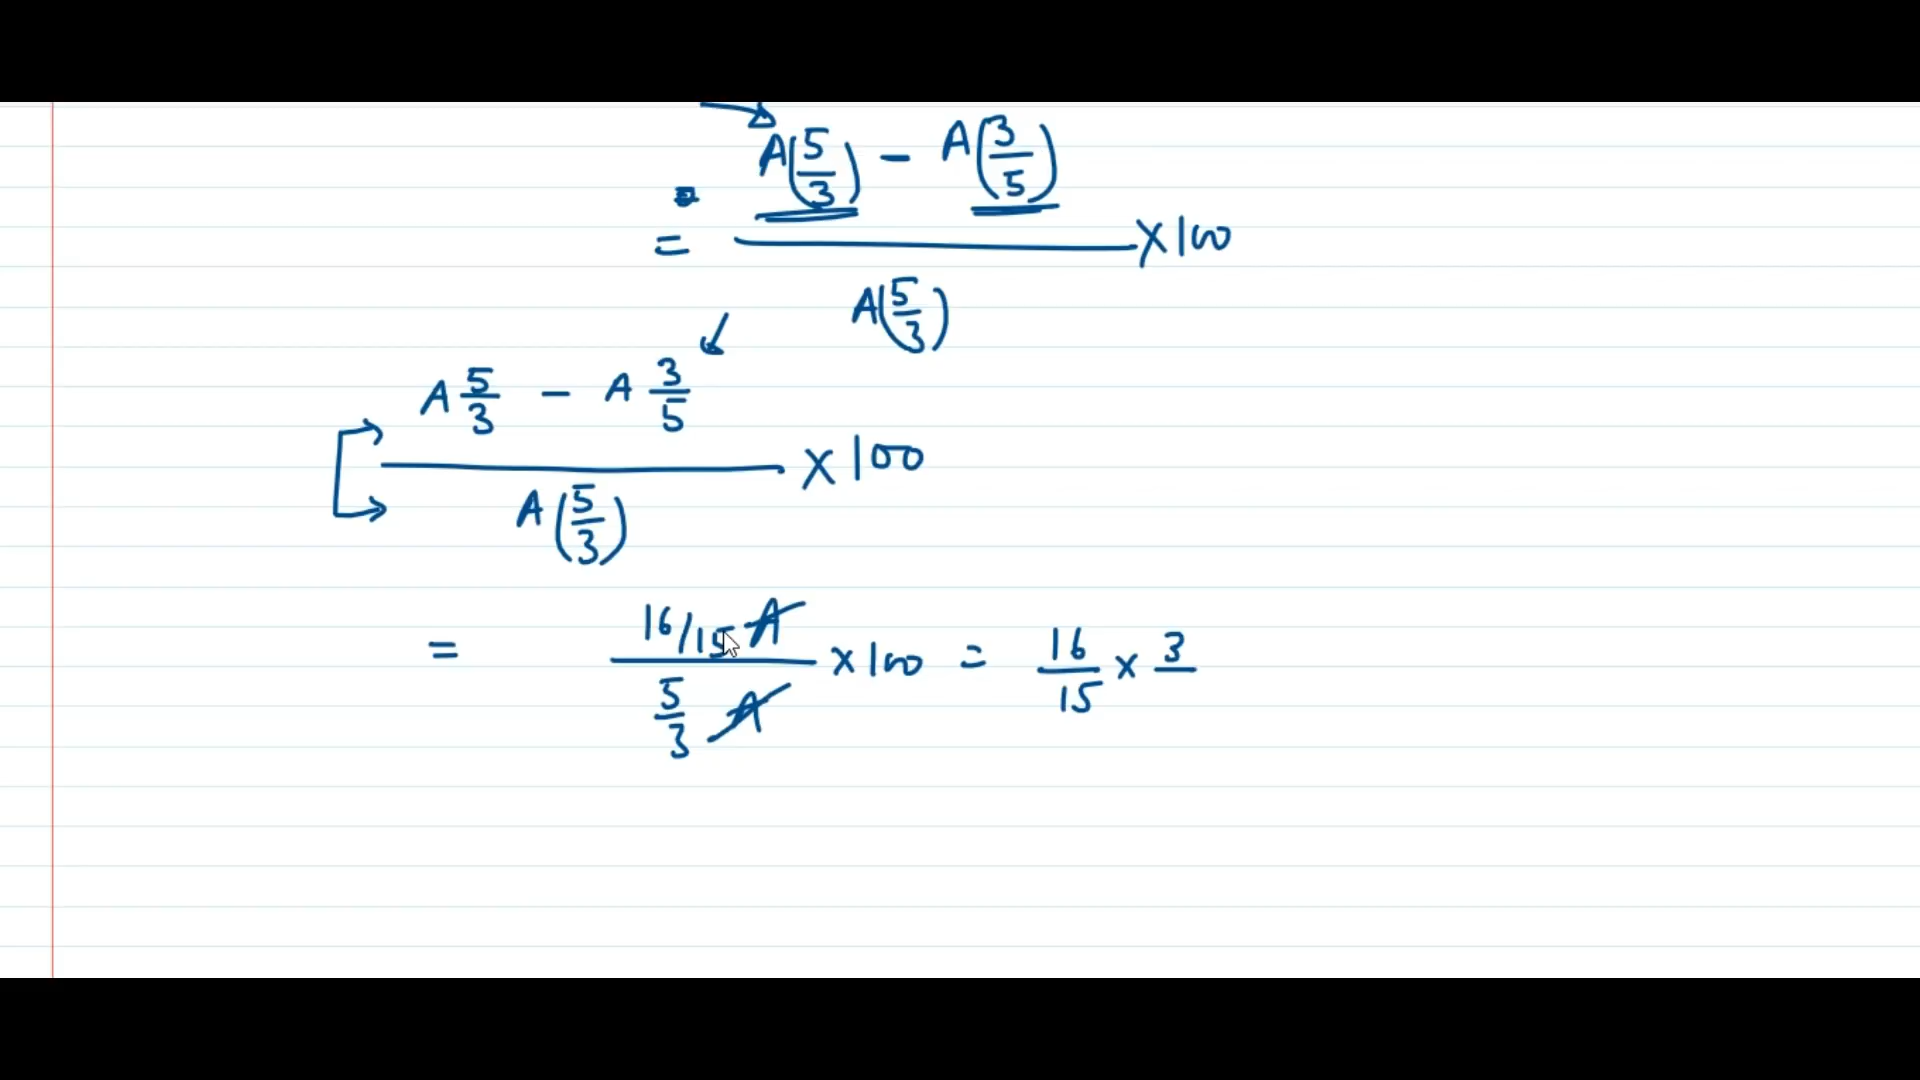 A(5/3) - A(3/5)
= ─────────── X 100
A(5/3)
A 5/3 - A 3/5
─────────── X 100
A(5/3)
= (16/15 A)/(5/3 A) x 100 = 16/15 x 3